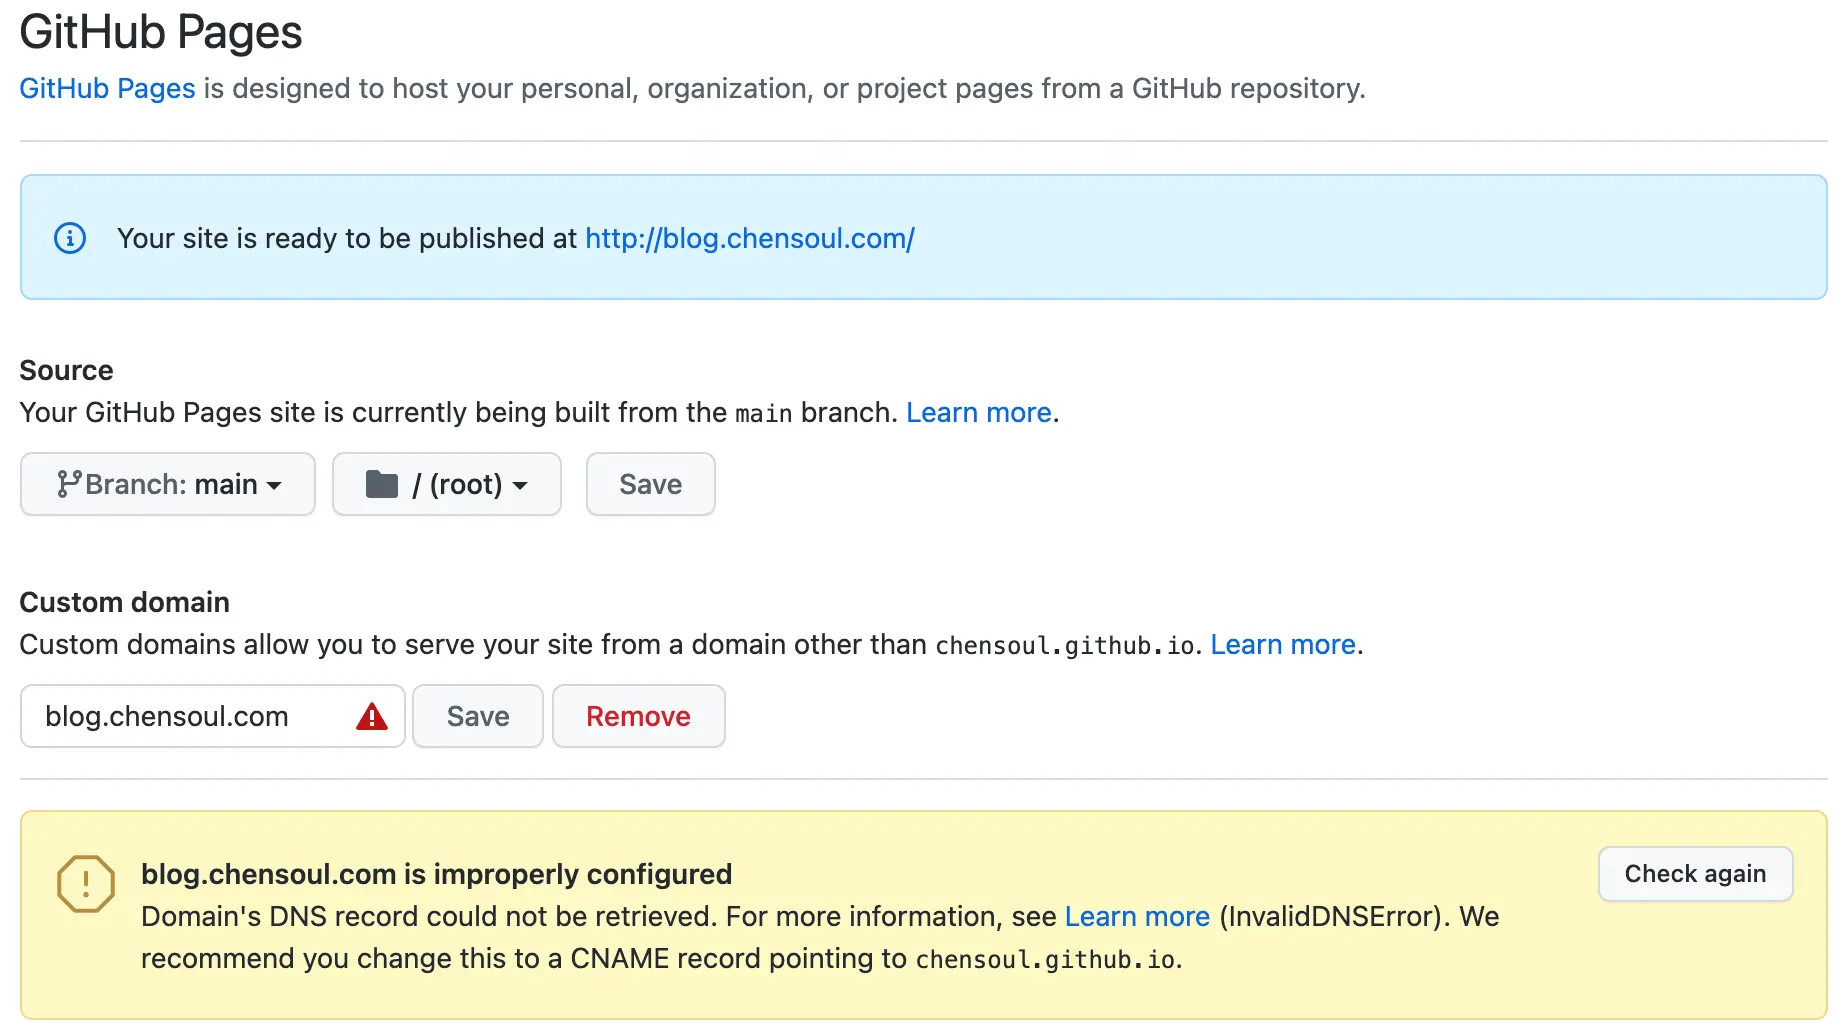 GitHub Pages
GitHub Pages is designed to host your personal, organization, or project pages from a GitHub repository.
Your site is ready to be published at http://blog.chensoul.com/
Source
Your GitHub Pages site is currently being built from the main branch. Learn more.
Branch: main / (root) Save
Custom domain
Custom domains allow you to serve your site from a domain other than chensoul.github.io. Learn more.
blog.chensoul.com Save Remove
blog.chensoul.com is improperly configured Check again
Domain's DNS record could not be retrieved. For more information, see Learn more (InvalidDNSError). We
recommend you change this to a CNAME record pointing to chensoul.github.io.